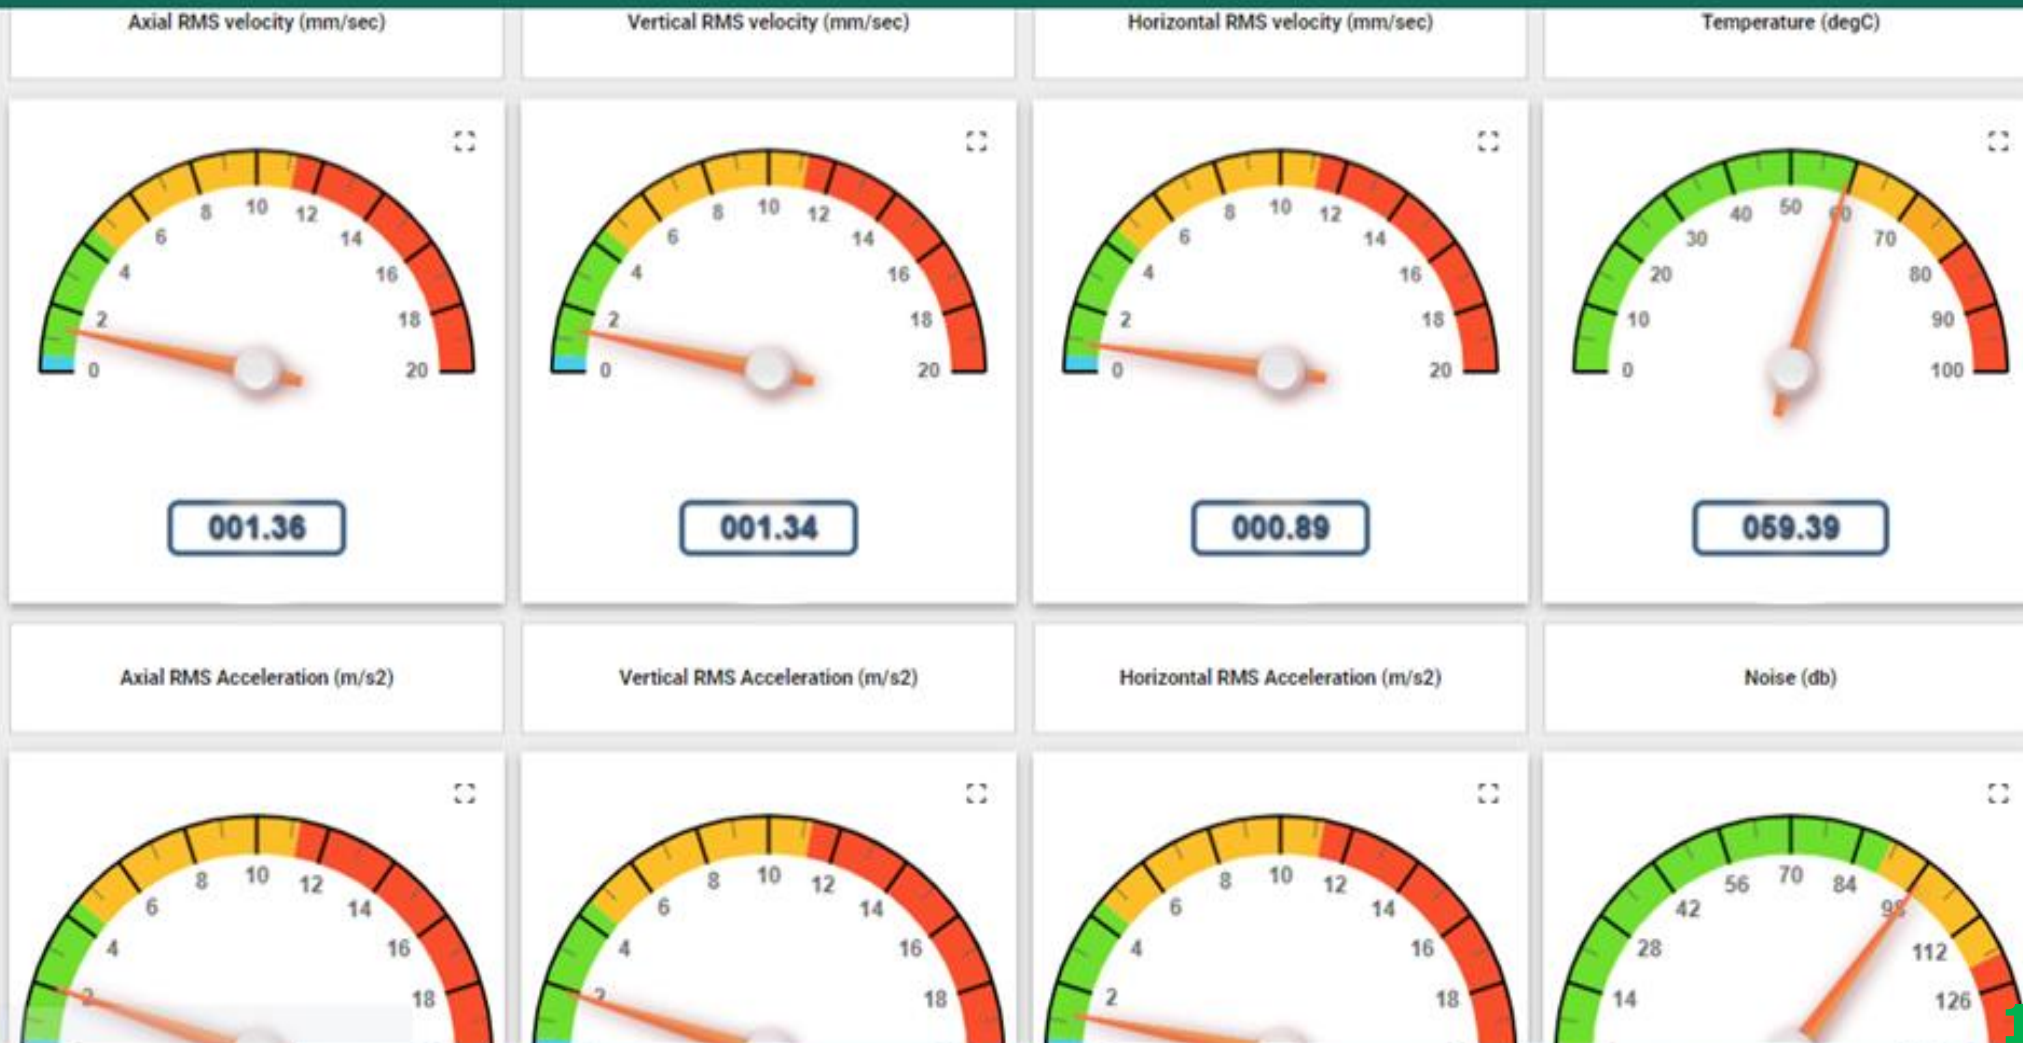 Axial RMS velocity (mm/sec)
Vertical RMS velocity (mm/sec)
Horizontal RMS velocity (mm/sec)
Temperature (degC)
0 2 4 6 8 10 12 14 16 18 20
001.36
0 2 4 6 8 10 12 14 16 18 20
001.34
0 2 4 6 8 10 12 14 16 18 20
000.89
0 10 20 30 40 50 60 70 80 90 100
059.39
Axial RMS Acceleration (m/s2)
Vertical RMS Acceleration (m/s2)
Horizontal RMS Acceleration (m/s2)
Noise (db)
2 4 6 8 10 12 14 16 18
2 4 6 8 10 12 14 16 18
2 4 6 8 10 12 14 16 18
14 28 42 56 70 84 98 112 126